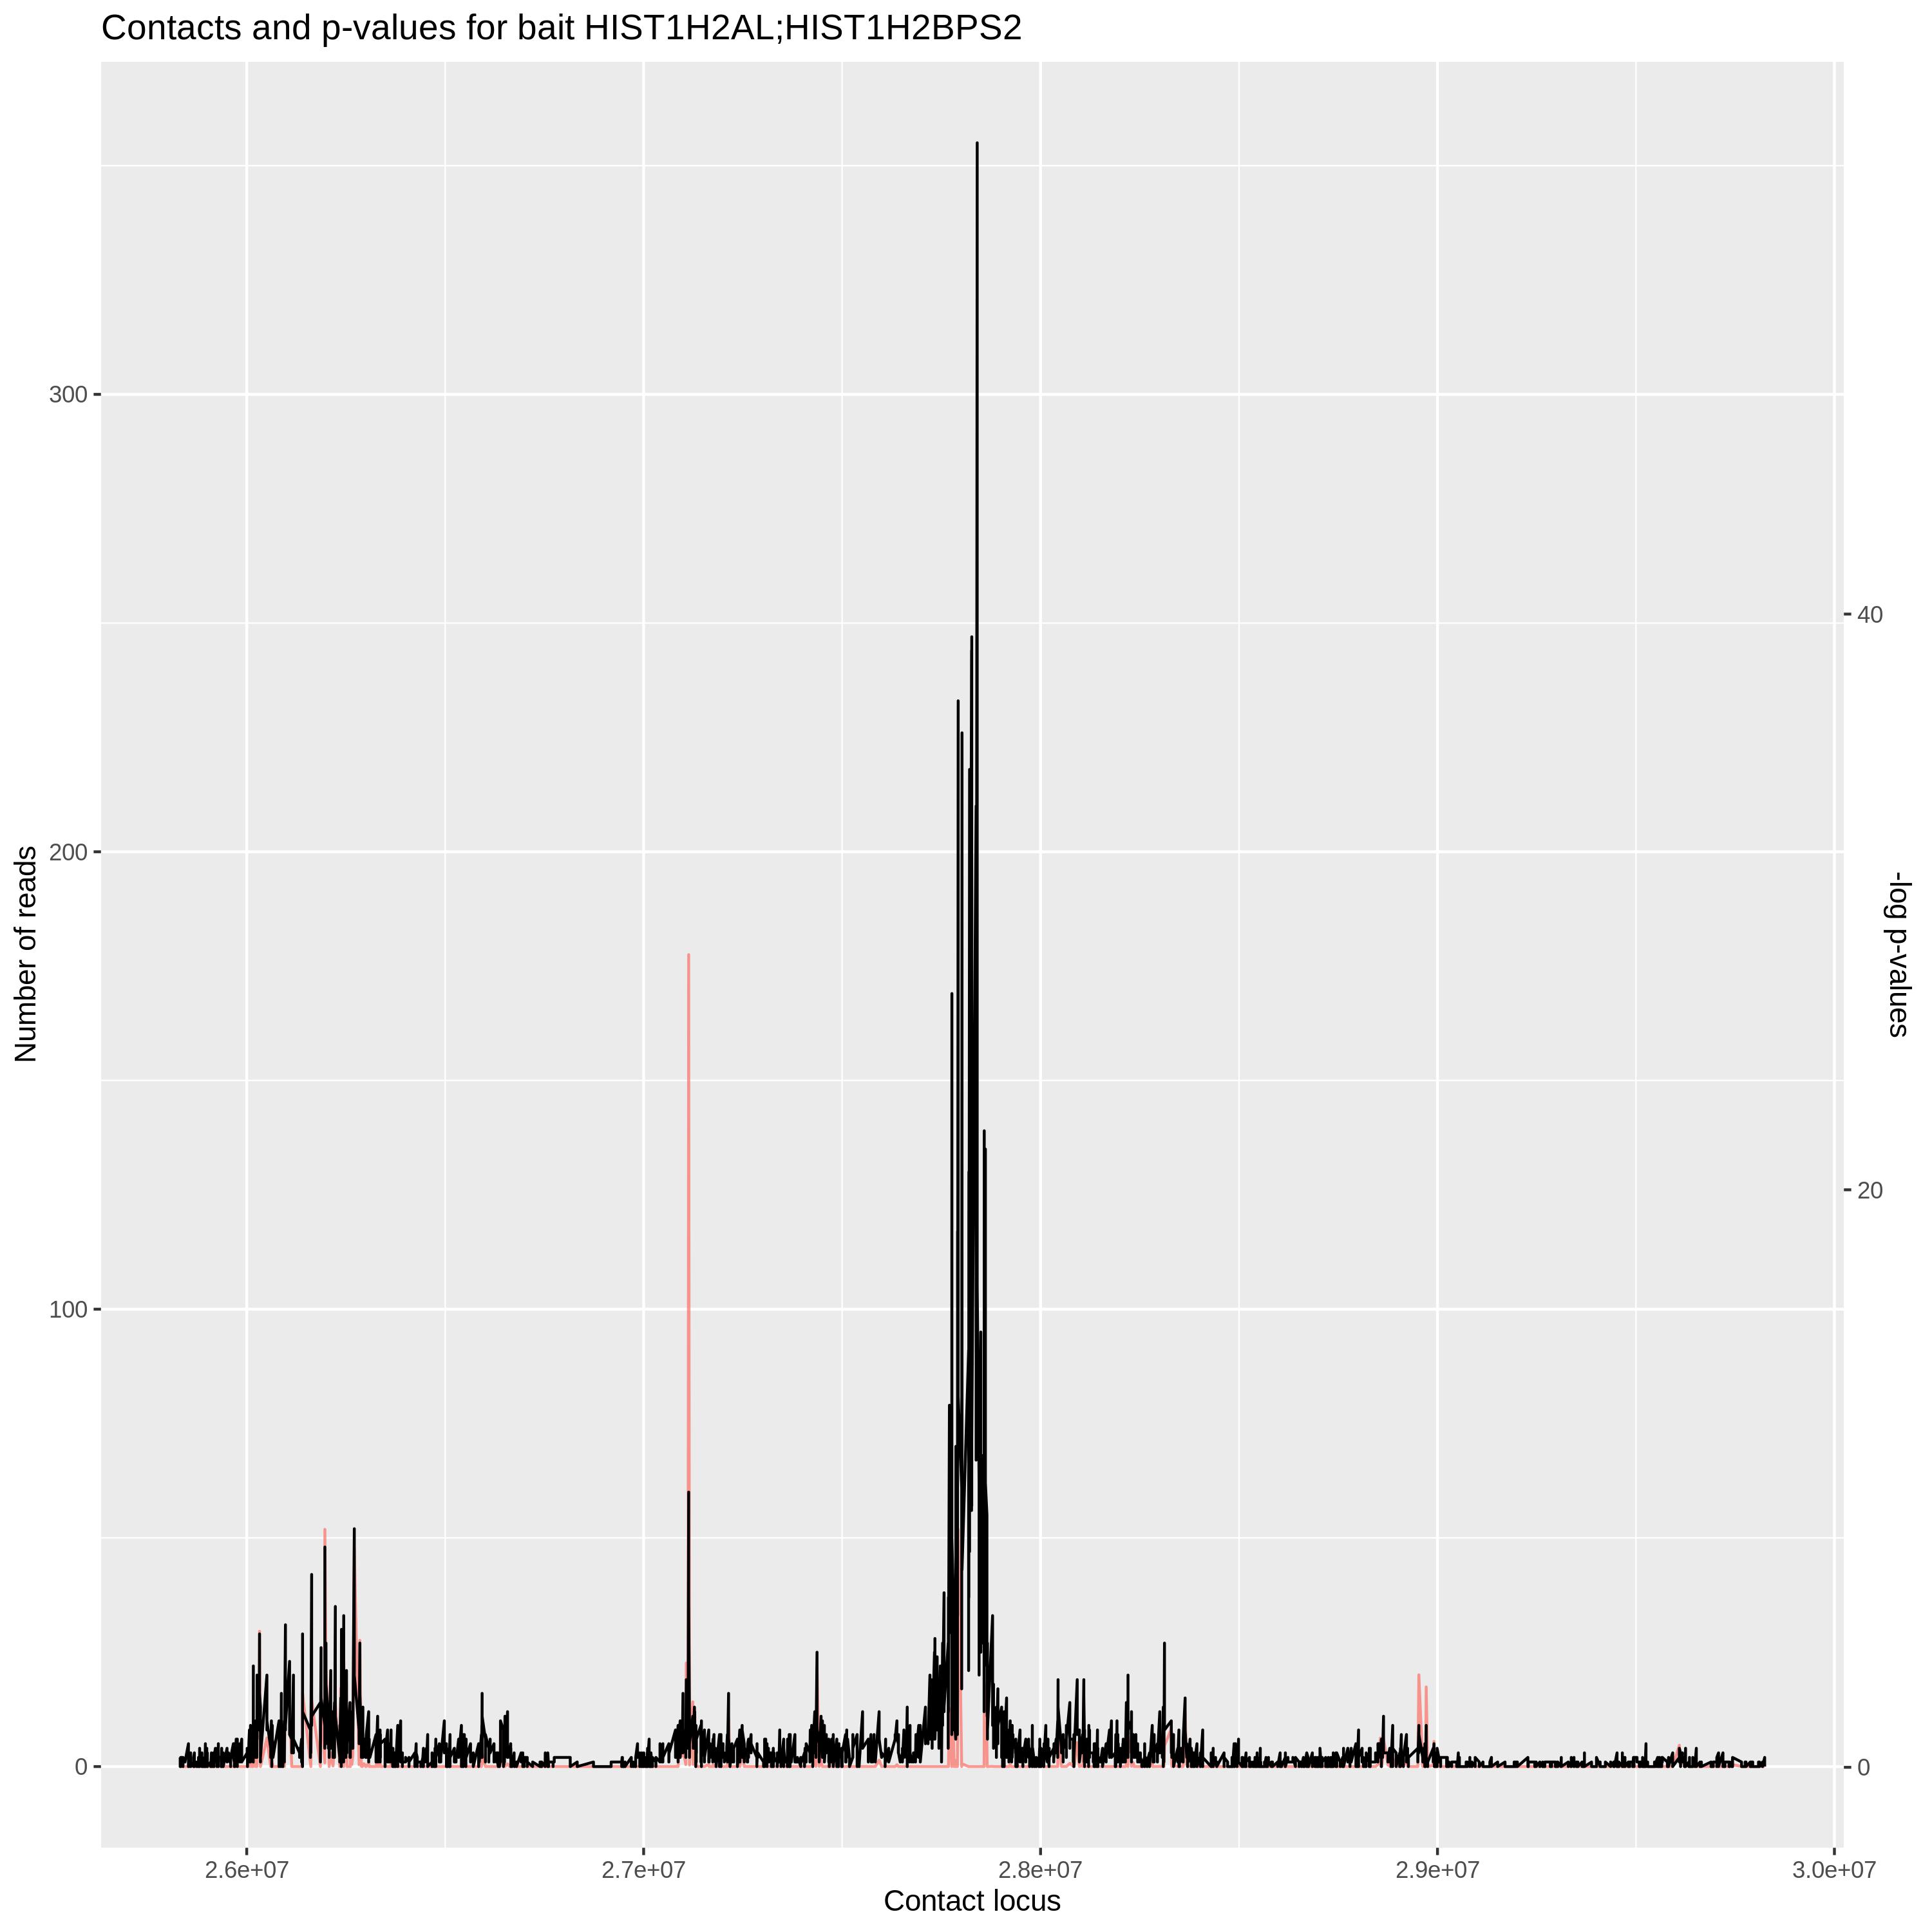 Contacts and p-values for bait HIST1H2AL;HIST1H2BPS2
300
200
100
0
Number of reads
40
20
0
-log p-values
2.6e+07
2.7e+07
2.8e+07
2.9e+07
3.0e+07
Contact locus